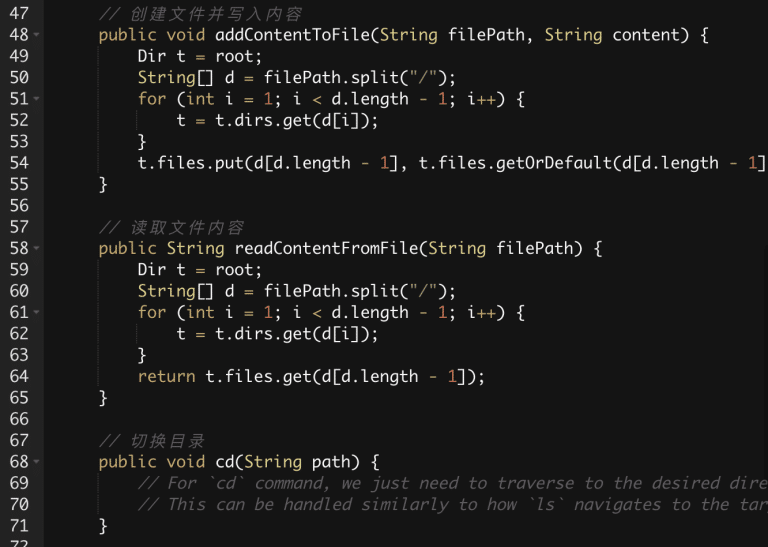 47 // 创建文件并写入内容
48 public void addContentToFile(String filePath, String content) {
49 Dir t = root;
50 String[] d = filePath.split("/");
51 for (int i = 1; i < d.length - 1; i++) {
52 t = t.dirs.get(d[i]);
53 }
54 t.files.put(d[d.length - 1], t.files.getOrDefault(d[d.length - 1]
55 }
56
57 // 读取文件内容
58 public String readContentFromFile(String filePath) {
59 Dir t = root;
60 String[] d = filePath.split("/");
61 for (int i = 1; i < d.length - 1; i++) {
62 t = t.dirs.get(d[i]);
63 }
64 return t.files.get(d[d.length - 1]);
65 }
66
67 // 切换目录
68 public void cd(String path) {
69 // For `cd` command, we just need to traverse to the desired dire
70 // This can be handled similarly to how `ls` navigates to the tar
71 }
72